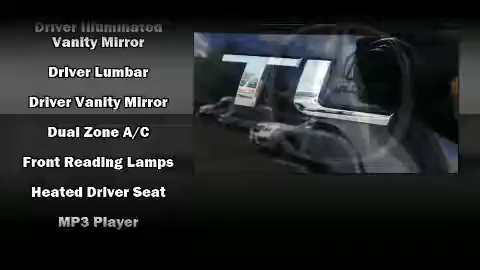 Driver Illuminated
Vanity Mirror
Driver Lumbar
Driver Vanity Mirror
Dual Zone A/C
Front Reading Lamps
Heated Driver Seat
MP3 Player
TL